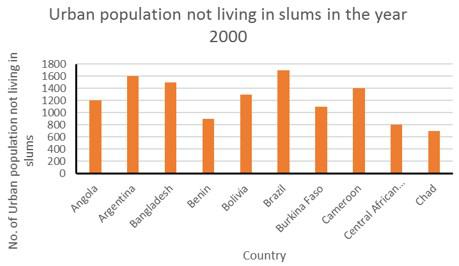 Urban population not living in slums in the year
2000
No. of Urban population not living in
slums
1800
1600
1400
1200
1000
800
600
400
200
0
Angola
Argentina
Bangladesh
Benin
Bolivia
Brazil
Burkina Faso
Cameroon
Central African...
Chad
Country